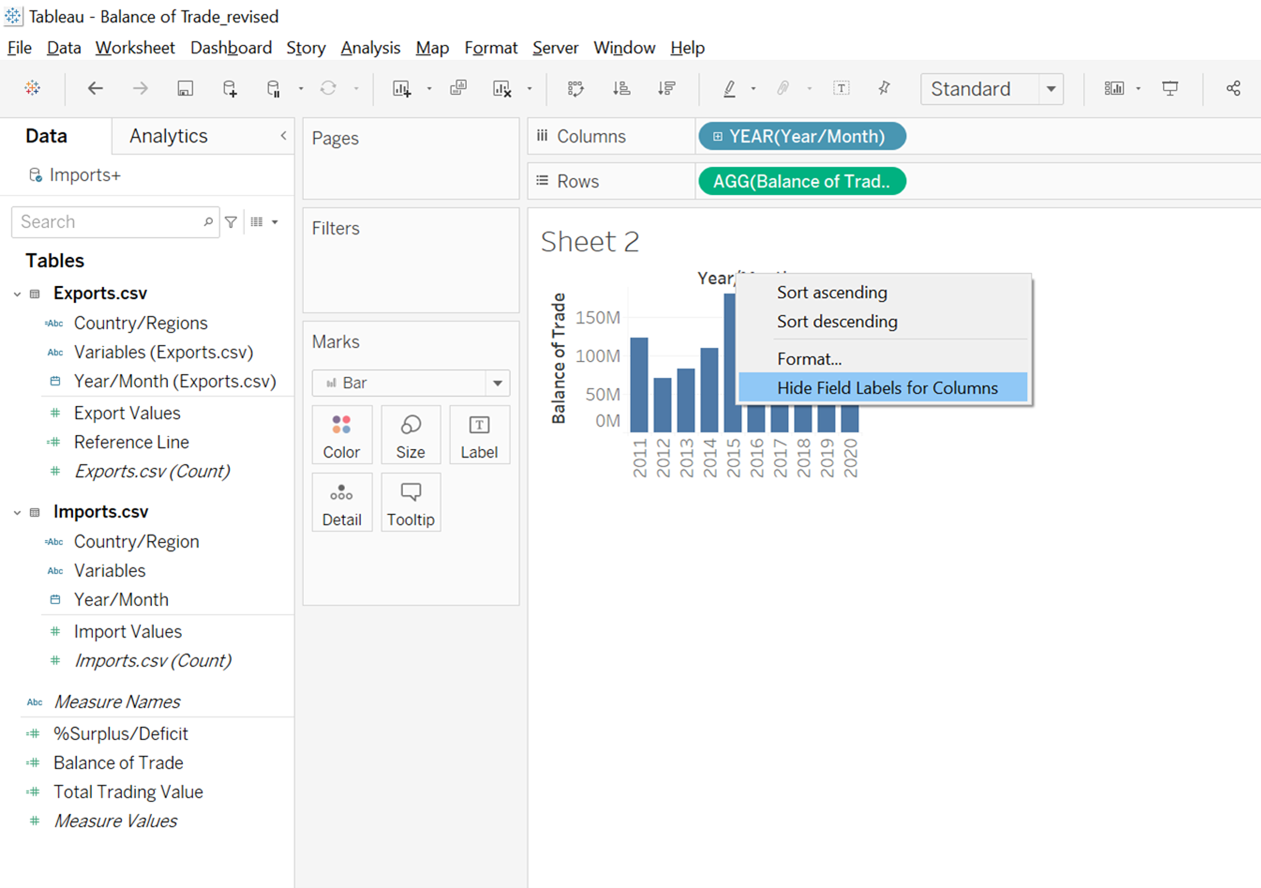 Tableau - Balance of Trade_revised
File Data Worksheet Dashboard Story Analysis Map Format Server Window Help
Standard
Data Analytics
Imports+
Search
Tables
Exports.csv
Abc Country/Regions
Abc Variables (Exports.csv)
Year/Month (Exports.csv)
# Export Values
=# Reference Line
# Exports.csv (Count)
Imports.csv
Abc Country/Region
Abc Variables
Year/Month
# Import Values
# Imports.csv (Count)
Abc Measure Names
=# %Surplus/Deficit
=# Balance of Trade
=# Total Trading Value
# Measure Values
Pages
Filters
Marks
Bar
Color Size Label
Detail Tooltip
Columns YEAR(Year/Month)
Rows AGG(Balance of Trad..
Sheet 2
Year/
Balance of Trade
150M
100M
50M
0M
2011 2012 2013 2014 2015 2016 2017 2018 2019 2020
Sort ascending
Sort descending
Format...
Hide Field Labels for Columns